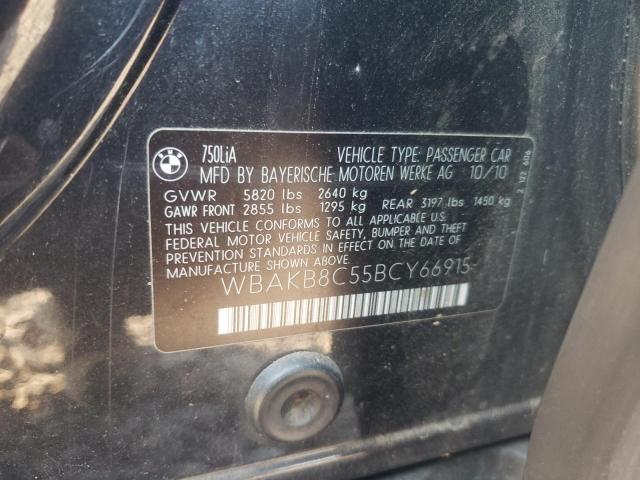 BMW
750LiA VEHICLE TYPE: PASSENGER CAR
MFD BY BAYERISCHE MOTOREN WERKE AG 10/10
GVWR 5820 lbs 2640 kg
GAWR FRONT 2855 lbs 1295 kg REAR 3197 lbs 1450 kg
THIS VEHICLE CONFORMS TO ALL APPLICABLE U.S.
FEDERAL MOTOR VEHICLE SAFETY, BUMPER AND THEFT
PREVENTION STANDARDS IN EFFECT ON THE DATE OF
MANUFACTURE SHOWN ABOVE.
WBAKB8C55BCY66915